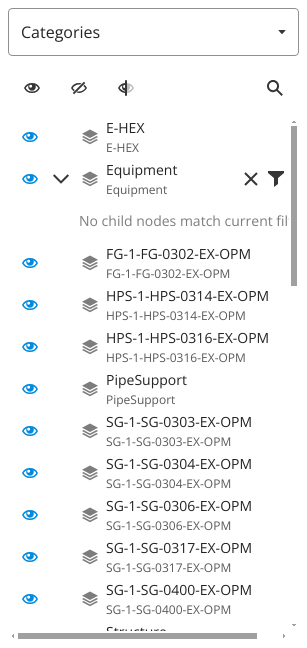 Categories
E-HEX
E-HEX
Equipment
Equipment
No child nodes match current fil
FG-1-FG-0302-EX-OPM
FG-1-FG-0302-EX-OPM
HPS-1-HPS-0314-EX-OPM
HPS-1-HPS-0314-EX-OPM
HPS-1-HPS-0316-EX-OPM
HPS-1-HPS-0316-EX-OPM
PipeSupport
PipeSupport
SG-1-SG-0303-EX-OPM
SG-1-SG-0303-EX-OPM
SG-1-SG-0304-EX-OPM
SG-1-SG-0304-EX-OPM
SG-1-SG-0306-EX-OPM
SG-1-SG-0306-EX-OPM
SG-1-SG-0317-EX-OPM
SG-1-SG-0317-EX-OPM
SG-1-SG-0400-EX-OPM
SG-1-SG-0400-EX-OPM
Structure